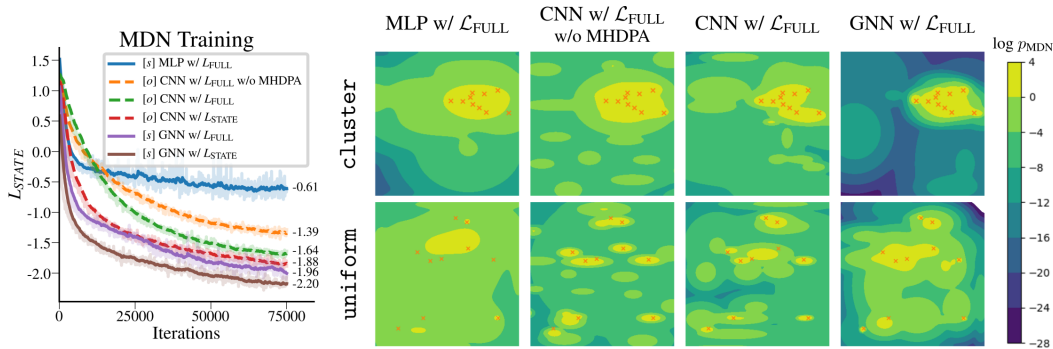 MDN Training
L_STATE
1.5
1.0
0.5
0.0
-0.5
-1.0
-1.5
-2.0
[s] MLP w/ L_FULL
[o] CNN w/ L_FULL w/o MHDPA
[o] CNN w/ L_FULL
[o] CNN w/ L_STATE
[s] GNN w/ L_FULL
[s] GNN w/ L_STATE
-0.61
-1.39
-1.64
-1.88
-1.96
-2.20
0 25000 50000 75000
Iterations
MLP w/ ℒ_FULL
CNN w/ ℒ_FULL
w/o MHDPA
CNN w/ ℒ_FULL
GNN w/ ℒ_FULL
cluster
uniform
log p_MDN
4
0
−4
−8
−12
−16
−20
−24
−28